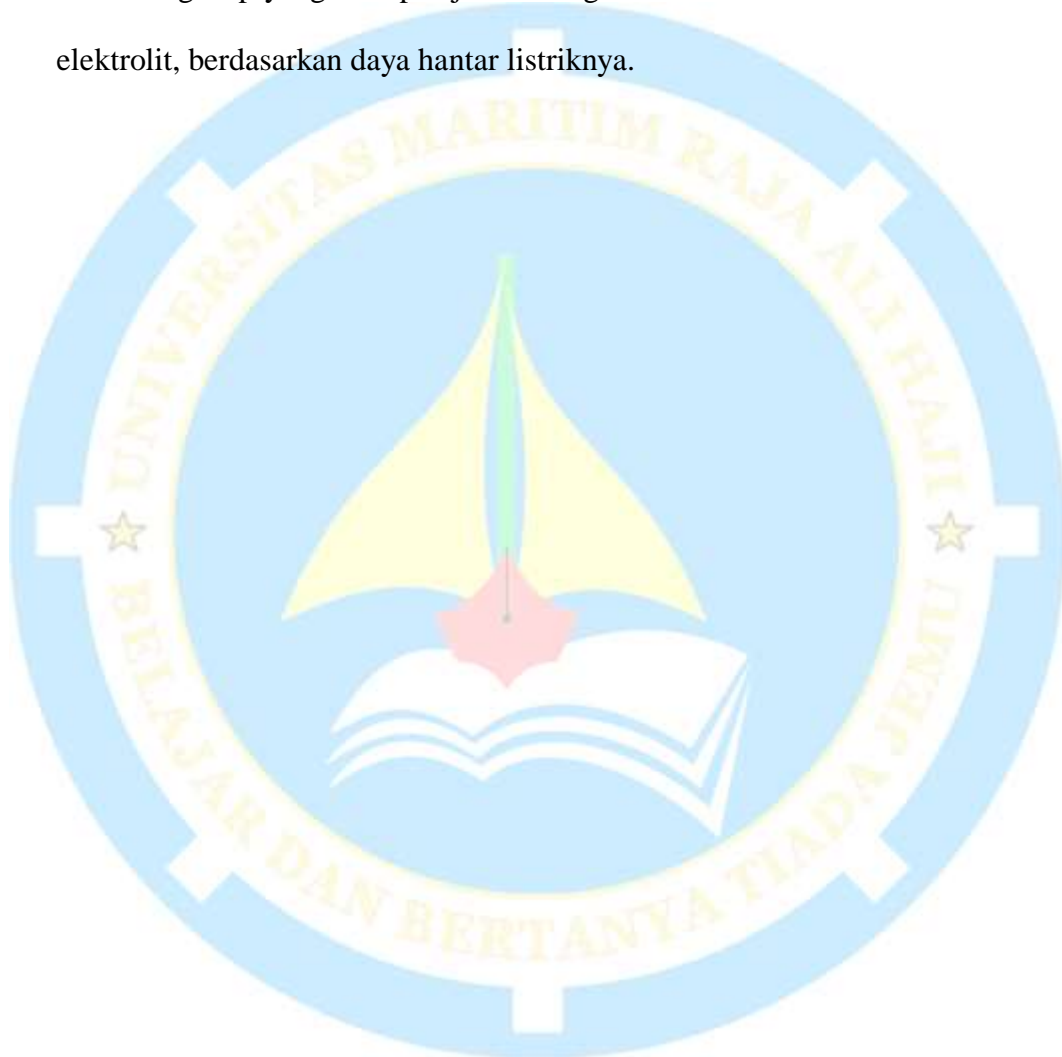 elektrolit, berdasarkan daya hantar listriknya.
UNIVERSITAS MARITIM RAJA ALI HAJI
BELAJAR DAN BERTANYA TIADA JEMU